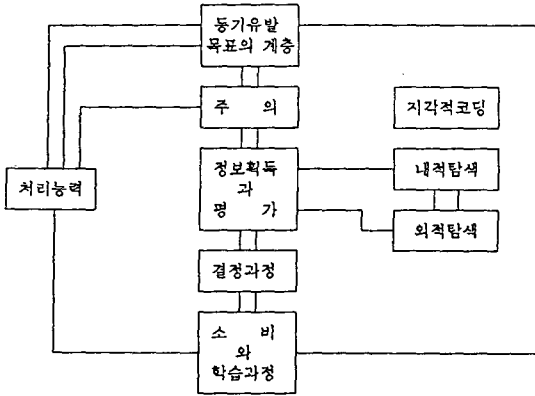 동기유발
목표의 계층
주 의
지각적코딩
정보획득
과
평 가
내적탐색
처리능력
외적탐색
결정과정
소 비
와
학습과정